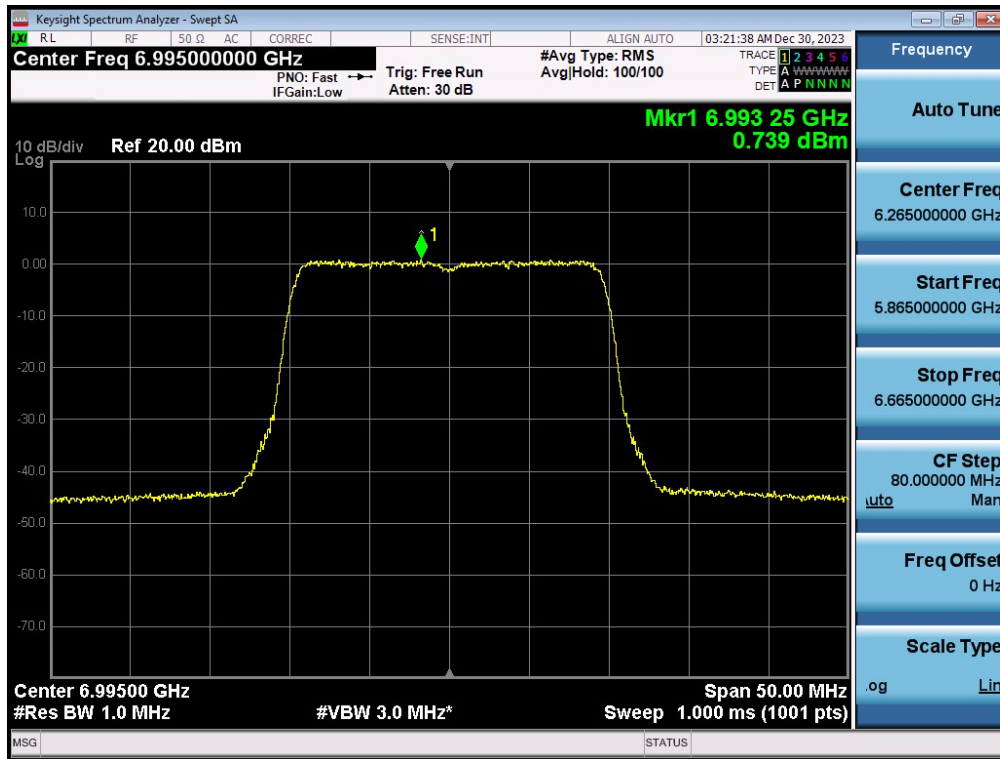 Keysight Spectrum Analyzer - Swept SA
LXI RL RF 50 Ω AC CORREC SENSE:INT ALIGN AUTO 03:21:38 AM Dec 30, 2023
Center Freq 6.995000000 GHz
PNO: Fast
IFGain:Low
Trig: Free Run
Atten: 30 dB
#Avg Type: RMS
Avg|Hold: 100/100
TRACE 1 2 3 4 5 6
TYPE A WWWWW
DET A P N N N N
Mkr1 6.993 25 GHz
0.739 dBm
10 dB/div Ref 20.00 dBm
Log
10.0
0.00
-10.0
-20.0
-30.0
-40.0
-50.0
-60.0
-70.0
1
Center 6.99500 GHz
Span 50.00 MHz
#Res BW 1.0 MHz
#VBW 3.0 MHz*
Sweep 1.000 ms (1001 pts)
MSG
STATUS
Frequency
Auto Tune
Center Freq
6.265000000 GHz
Start Freq
5.865000000 GHz
Stop Freq
6.665000000 GHz
CF Step
80.000000 MHz
Auto Man
Freq Offset
0 Hz
Scale Type
Log Lin